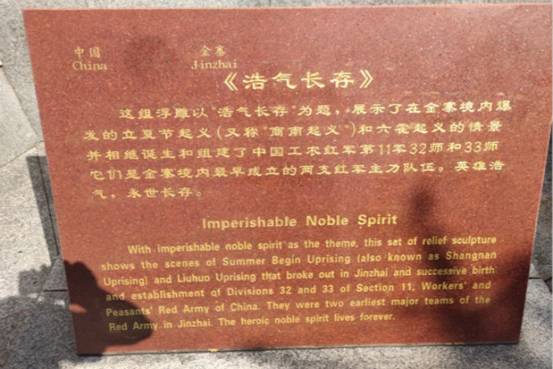 中国 金寨
China Jinzhai
《浩气长存》
这组浮雕以“浩气长存”为题，展示了在金寨境内爆
发的立夏节起义(又称“商南起义”)和六霍起义的情景
并相继诞生和组建了中国工农红军第11军32师和33师
它们是金寨境内最早成立的两支红军主力队伍。英雄浩
气，永世长存。
Imperishable Noble Spirit
With imperishable noble spirit as the theme, this set of relief sculpture
shows the scenes of Summer Begin Uprising (also known as Shangnan
Uprising) and Liuhuo Uprising that broke out in Jinzhai and successive birth
and establishment of Divisions 32 and 33 of Section 11, Workers' and
Peasants' Red Army of China. They were two earliest major teams of the
Red Army in Jinzhai. The heroic noble spirit lives forever.